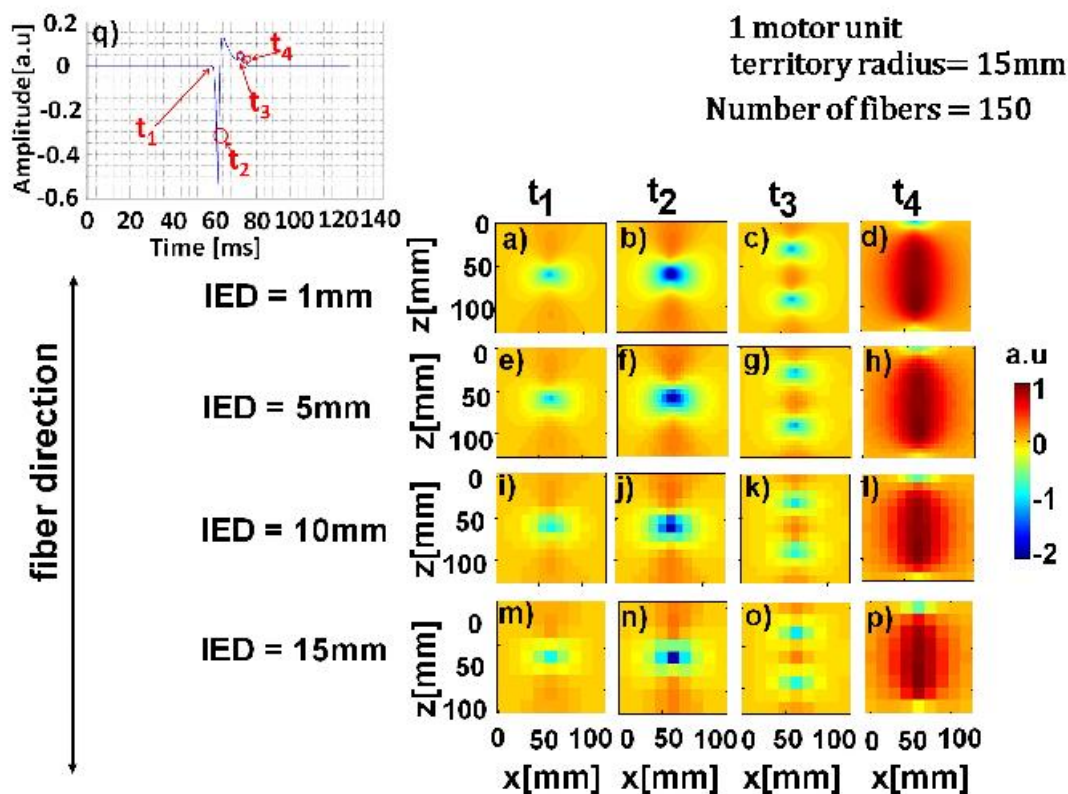 q)
Amplitude[a.u]
0.2
0
-0.2
-0.4
-0.6
t1
t2
t3
t4
0 20 40 60 80 100 120 140
Time [ms]
1 motor unit
territory radius= 15mm
Number of fibers = 150
t1 t2 t3 t4
fiber direction
IED = 1mm
z[mm]
0
50
100
a) b) c) d)
IED = 5mm
z[mm]
0
50
100
e) f) g) h)
IED = 10mm
z[mm]
0
50
100
i) j) k) l)
IED = 15mm
z[mm]
0
50
100
m) n) o) p)
0 50 100 0 50 100 0 50 100 0 50 100
x[mm] x[mm] x[mm] x[mm]
a.u
1
0
-1
-2